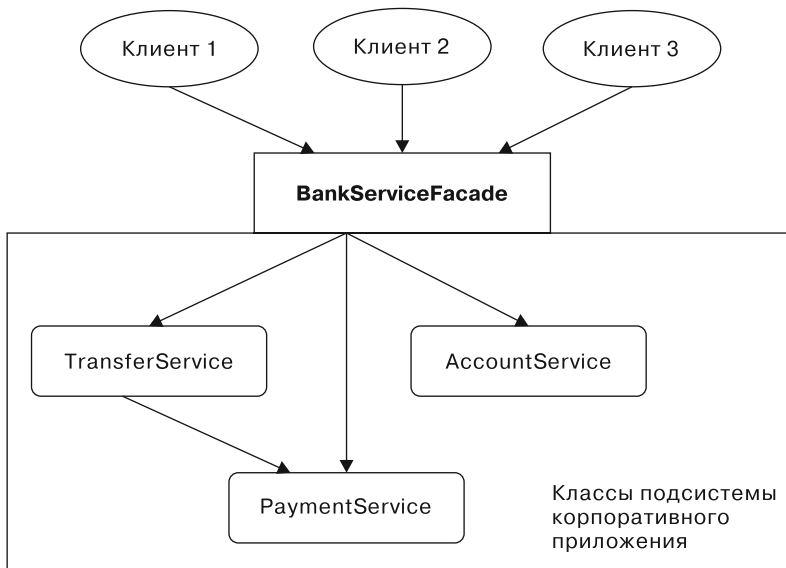 Клиент 1
Клиент 2
Клиент 3
BankServiceFacade
TransferService
AccountService
PaymentService
Классы подсистемы
корпоративного
приложения